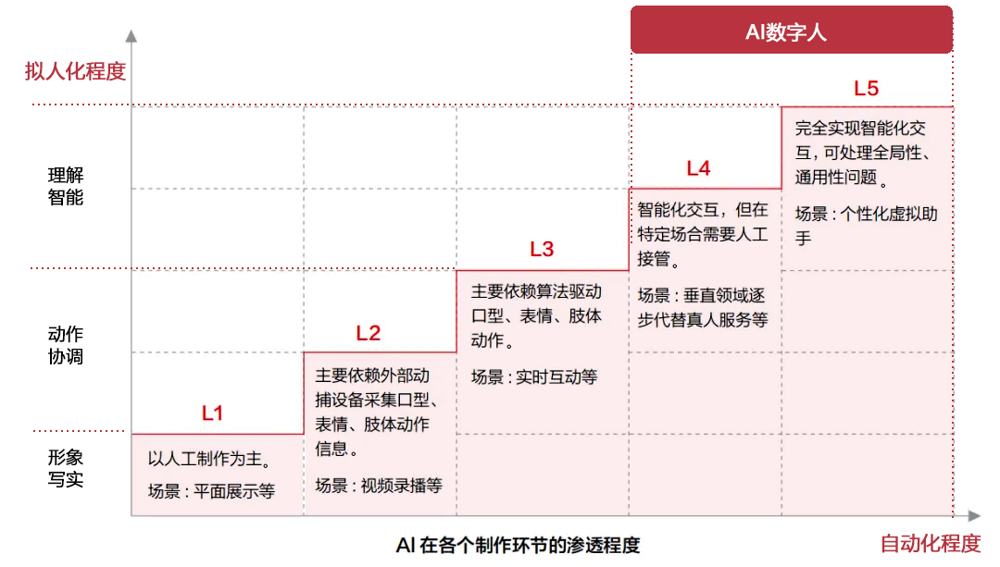 AI数字人
拟人化程度
L5
完全实现智能化交
互，可处理全局性、
通用性问题。
场景：个性化虚拟助
手
理解
智能
L4
智能化交互，但在
特定场合需要人工
接管。
场景：垂直领域逐
步代替真人服务等
L3
主要依赖算法驱动
口型、表情、肢体
动作。
场景：实时互动等
动作
协调
L2
主要依赖外部动
捕设备采集口型、
表情、肢体动作
信息。
场景：视频录播等
L1
以人工制作为主。
场景：平面展示等
形象
写实
AI 在各个制作环节的渗透程度
自动化程度